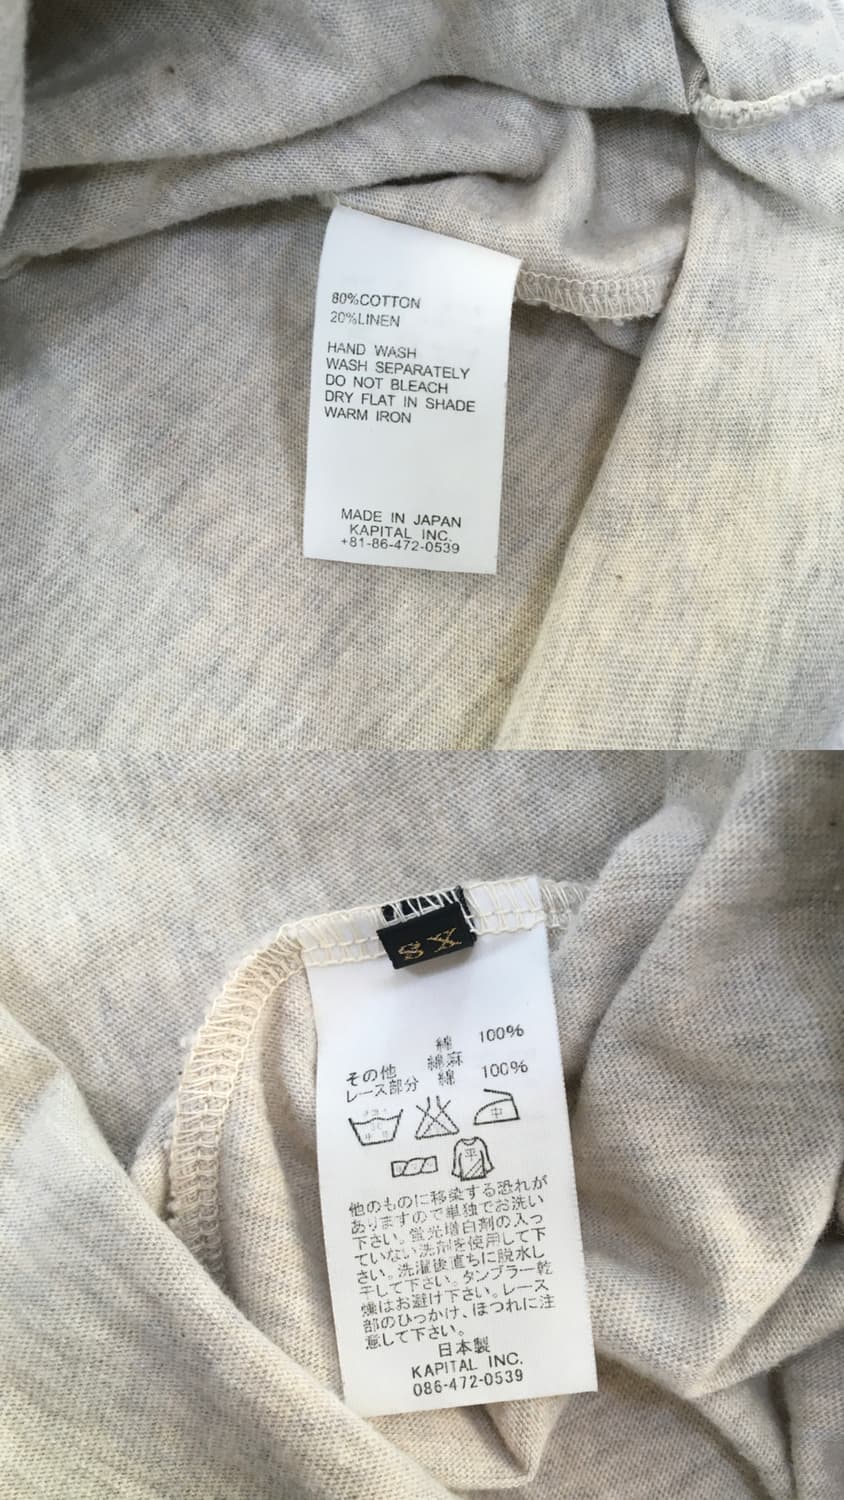 80%COTTON
20%LINEN
HAND WASH
WASH SEPARATELY
DO NOT BLEACH
DRY FLAT IN SHADE
WARM IRON
MADE IN JAPAN
KAPITAL INC.
+81-86-472-0539
綿 100%
その他 綿麻
レース部分 綿 100%
中
平
他のものに移染する恐れが
ありますので単独でお洗い
下さい。蛍光増白剤の入っ
ていない洗剤を使用して下
さい。洗濯後直ちに脱水し
干して下さい。タンブラー乾
燥はお避け下さい。レース
部のひっかけ、ほつれに注
意して下さい。
日本製
KAPITAL INC.
086-472-0539